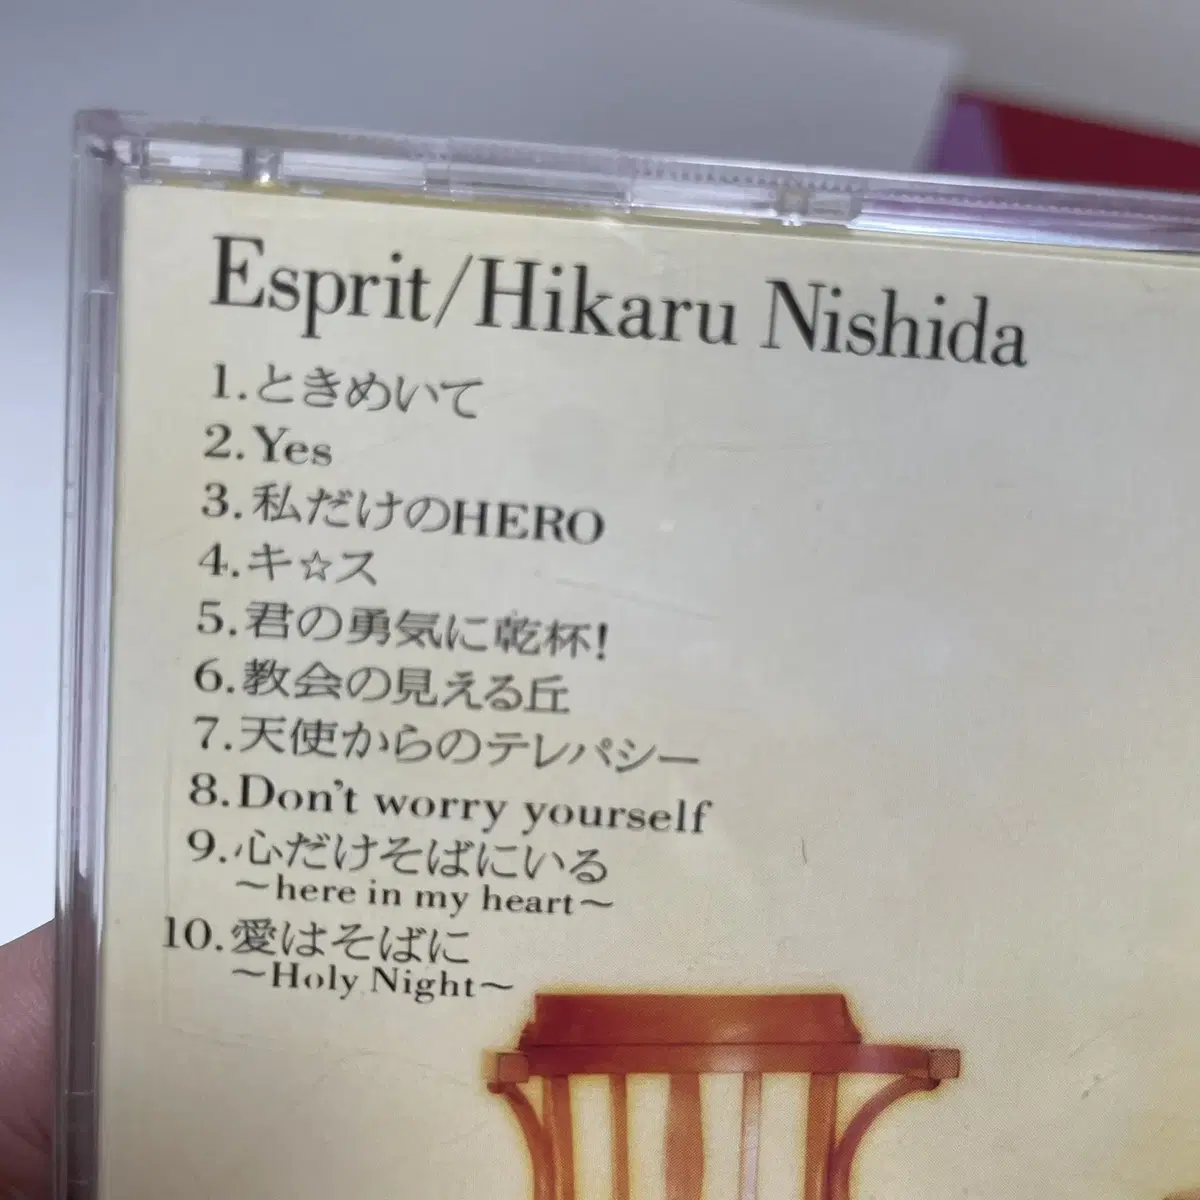 Esprit/Hikaru Nishida
1.ときめいて
2.Yes
3.私だけのHERO
4.キ☆ス
5.君の勇気に乾杯!
6.教会の見える丘
7.天使からのテレパシー
8.Don't worry yourself
9.心だけそばにいる
～here in my heart～
10.愛はそばに
～Holy Night～